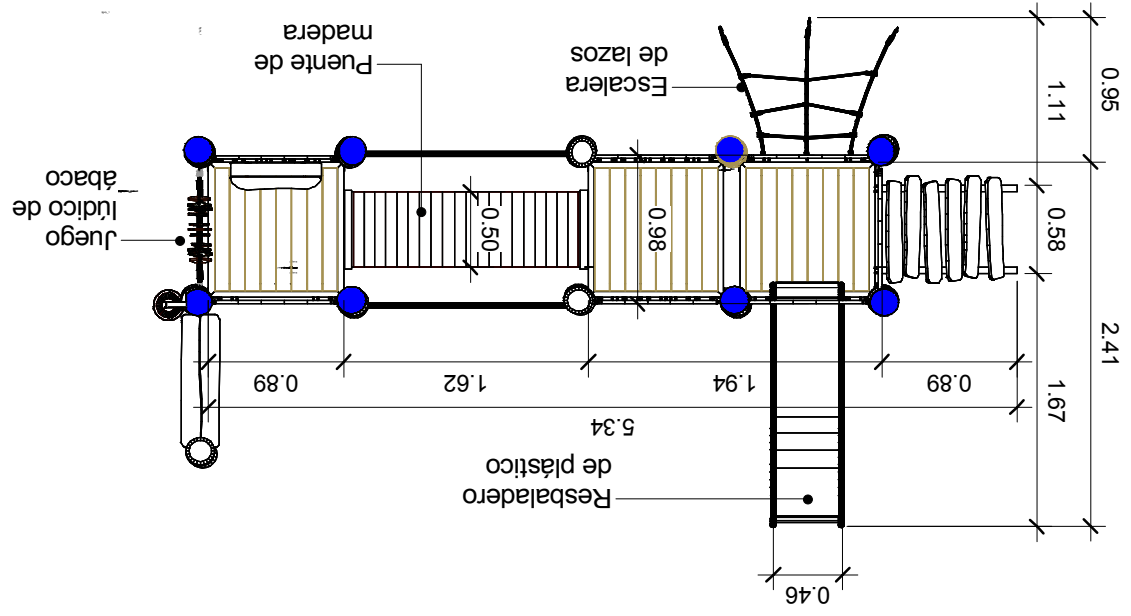 0.46
Resbaladero
de plástico
5.34
1.67
0.89
1.94
1.62
0.89
2.41
0.58
0.98
0.50
Juego
lúdico de
ábaco
1.11
0.95
Escalera
de lazos
Puente de
madera